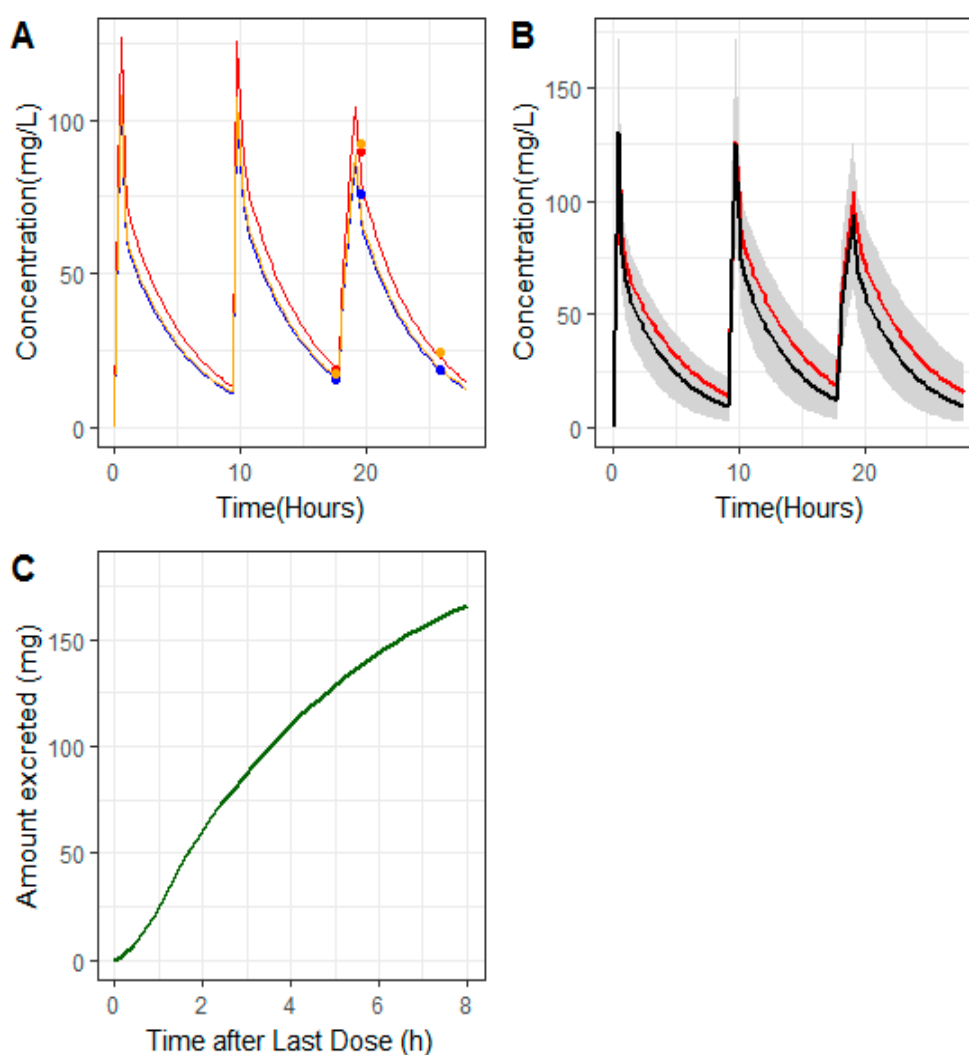 A
Concentration(mg/L)
100
50
0
0 10 20
Time(Hours)
B
Concentration(mg/L)
150
100
50
0
0 10 20
Time(Hours)
C
Amount excreted (mg)
150
100
50
0
0 2 4 6 8
Time after Last Dose (h)